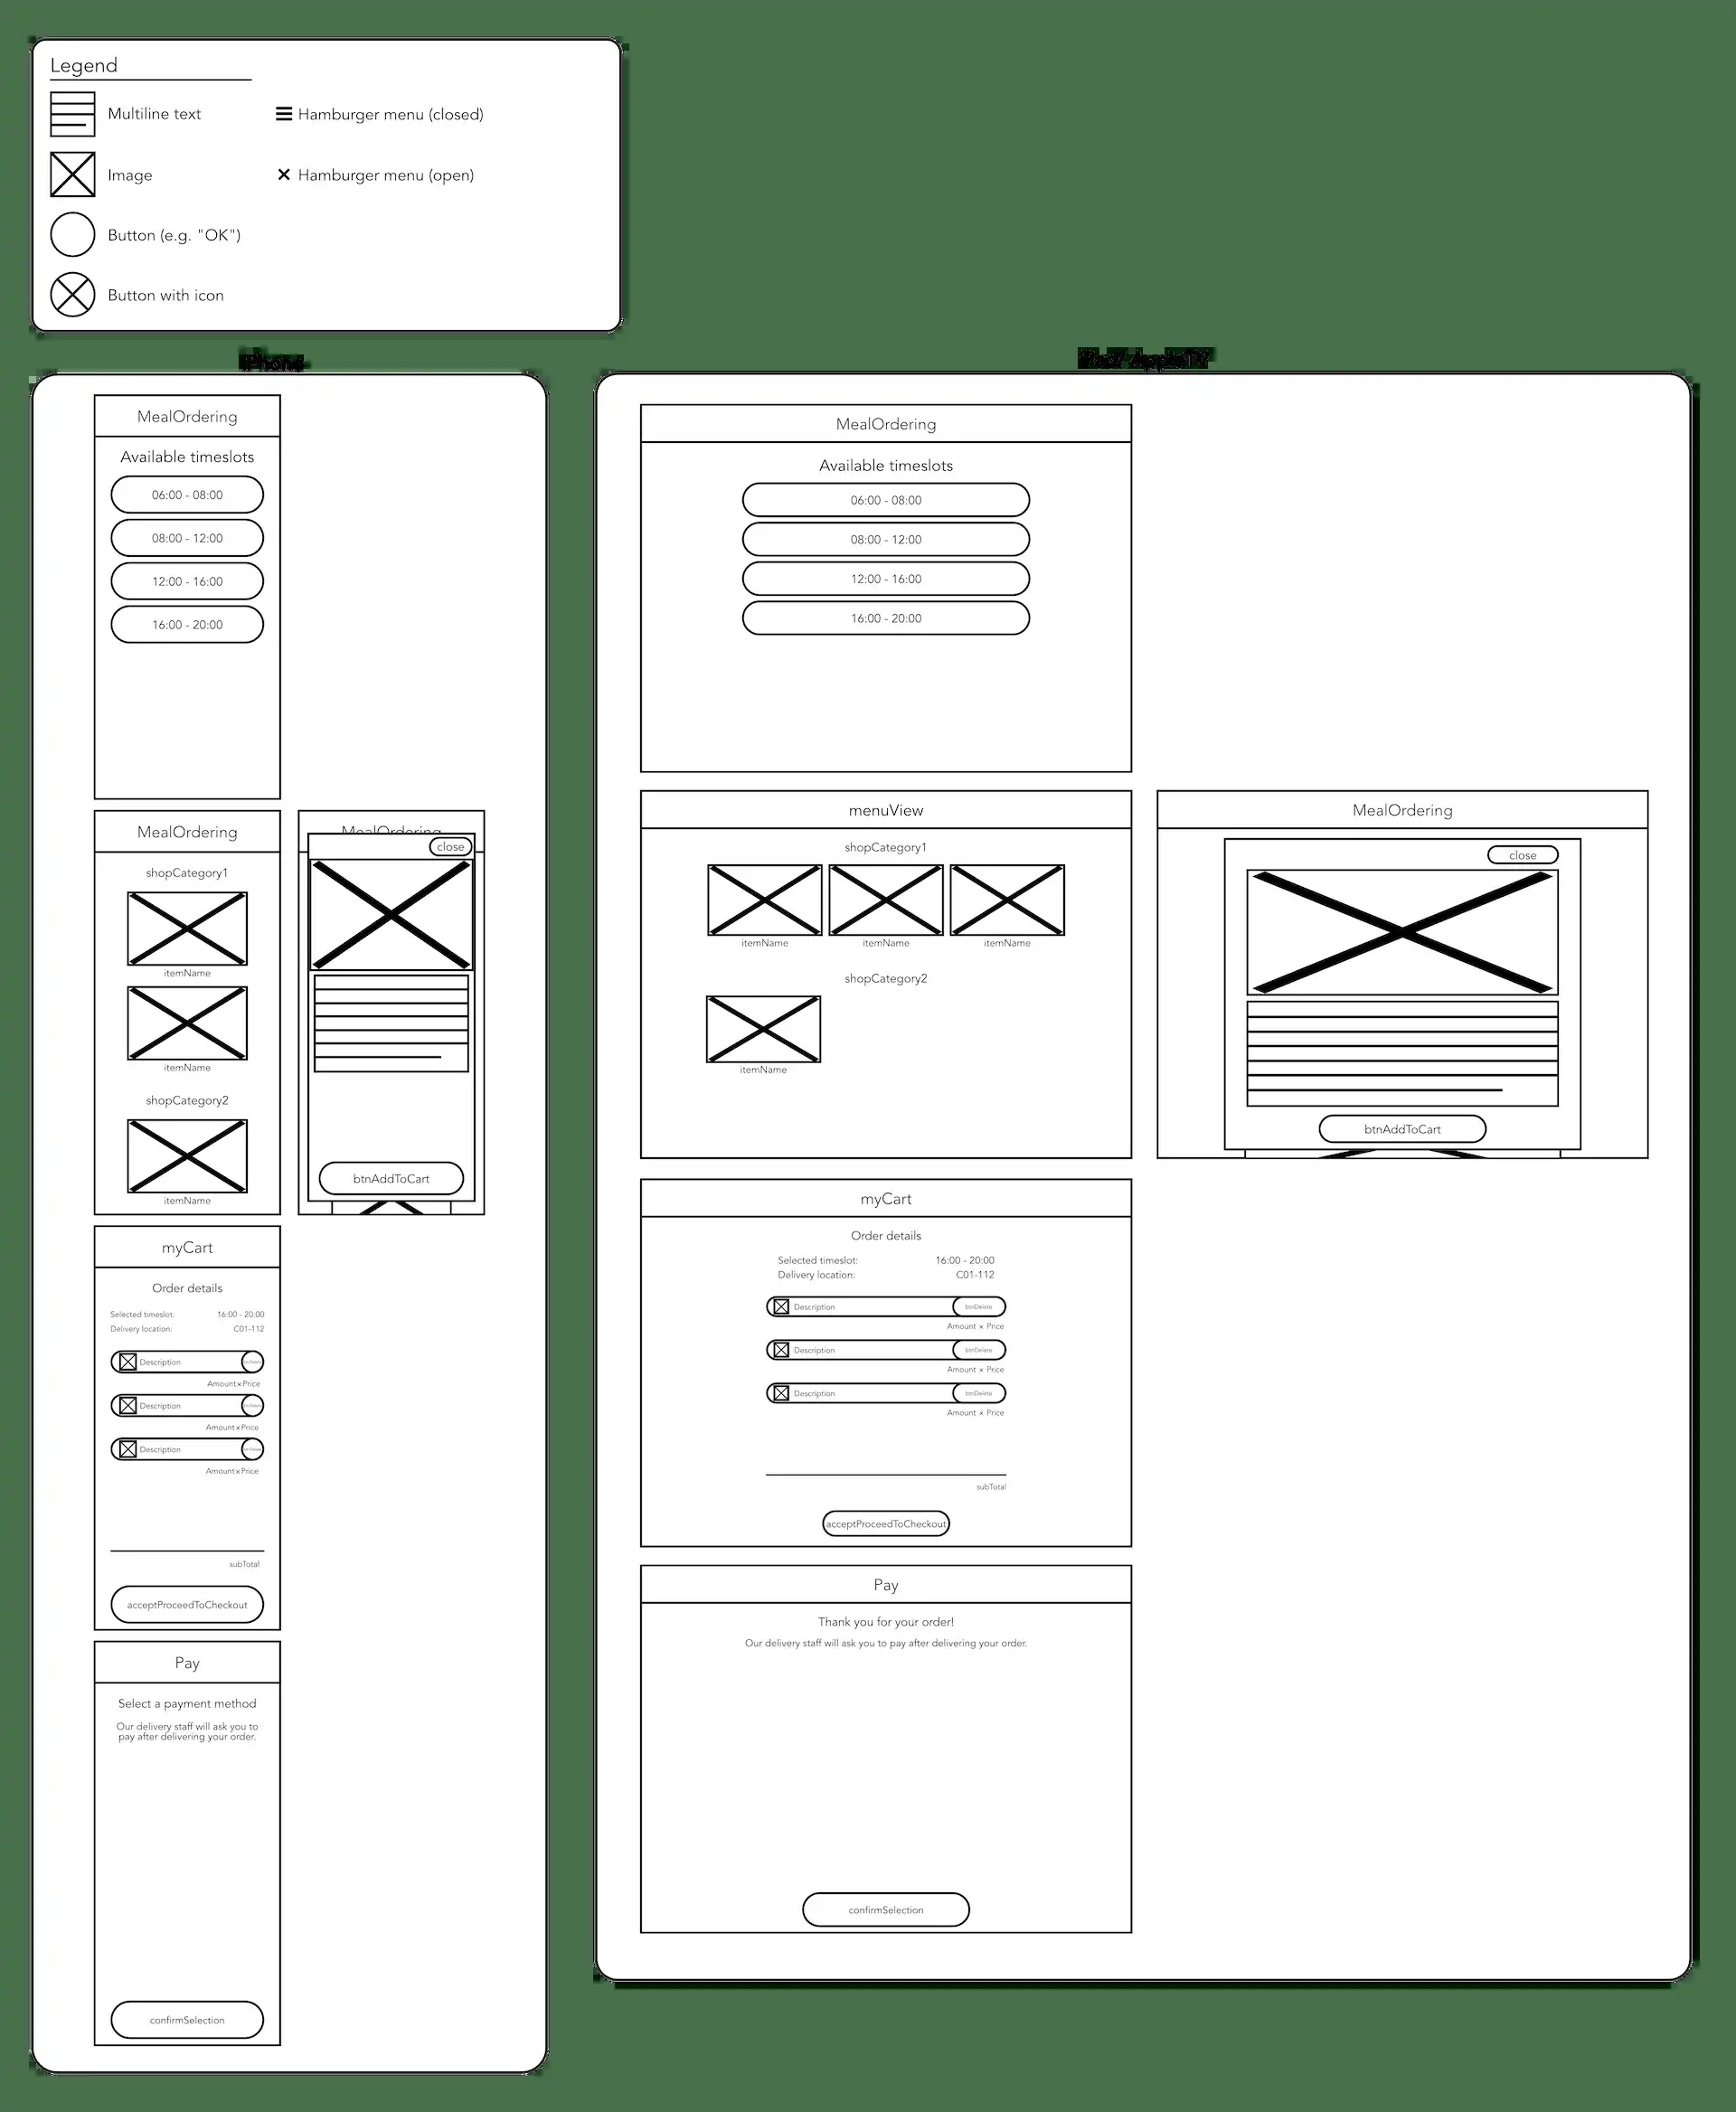 Legend
Multiline text
Hamburger menu (closed)
Image
Hamburger menu (open)
Button (e.g. "OK")
Button with icon
iPhone
MealOrdering
Available timeslots
06:00 - 08:00
08:00 - 12:00
12:00 - 16:00
16:00 - 20:00
MealOrdering
shopCategory1
itemName
itemName
shopCategory2
itemName
MealOrdering
close
btnAddToCart
myCart
Order details
Selected timeslot: 16:00 - 20:00
Delivery location: C01-112
Description
Amount x Price
Description
Amount x Price
Description
Amount x Price
subTotal
acceptProceedToCheckout
Pay
Select a payment method
Our delivery staff will ask you to
pay after delivering your order.
confirmSelection
MealOrdering
Available timeslots
06:00 - 08:00
08:00 - 12:00
12:00 - 16:00
16:00 - 20:00
menuView
shopCategory1
itemName itemName itemName
shopCategory2
itemName
MealOrdering
close
btnAddToCart
myCart
Order details
Selected timeslot: 16:00 - 20:00
Delivery location: C01-112
Description btnDelete
Amount x Price
Description btnDelete
Amount x Price
Description btnDelete
Amount x Price
subTotal
acceptProceedToCheckout
Pay
Thank you for your order!
Our delivery staff will ask you to pay after delivering your order.
confirmSelection